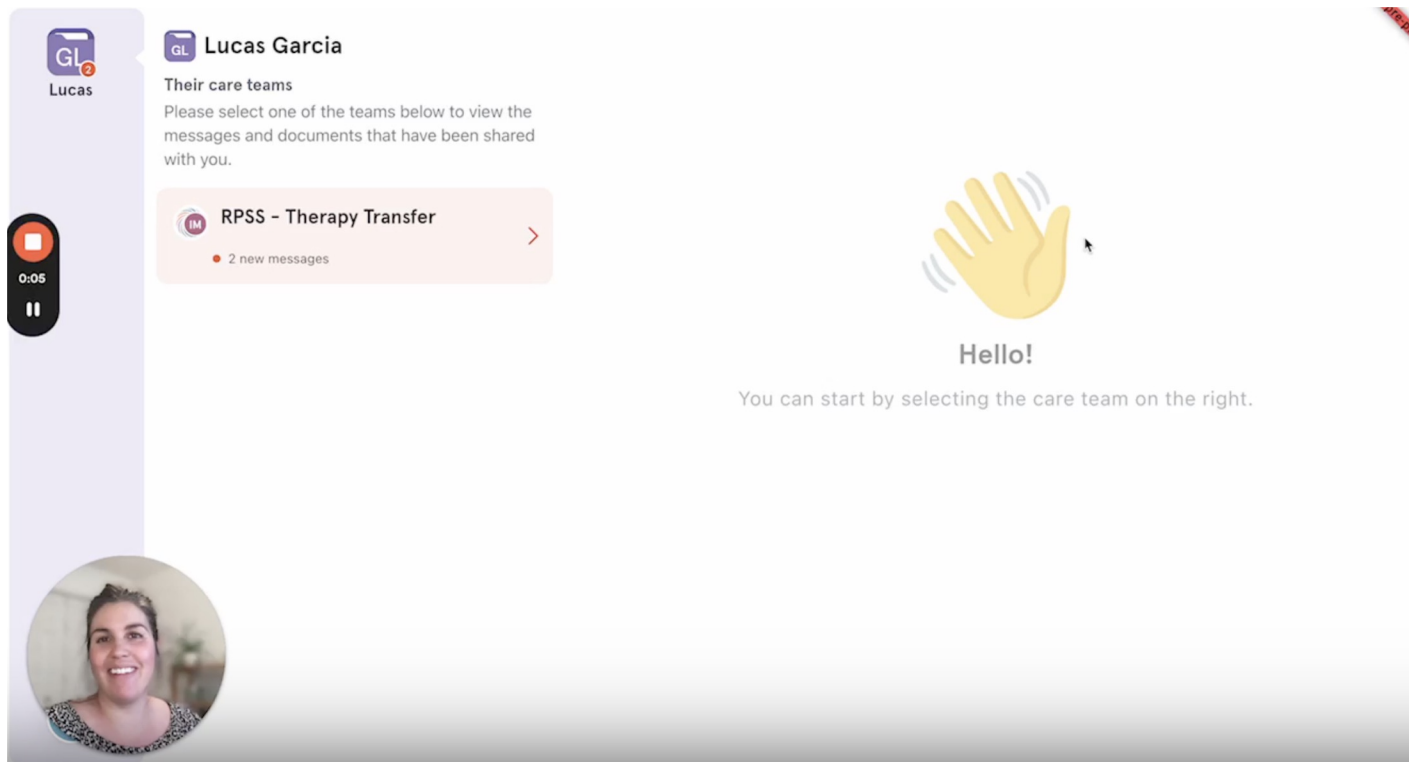 GL
2
Lucas
GL Lucas Garcia
Their care teams
Please select one of the teams below to view the
messages and documents that have been shared
with you.
IM RPSS - Therapy Transfer
2 new messages
0:05
Hello!
You can start by selecting the care team on the right.